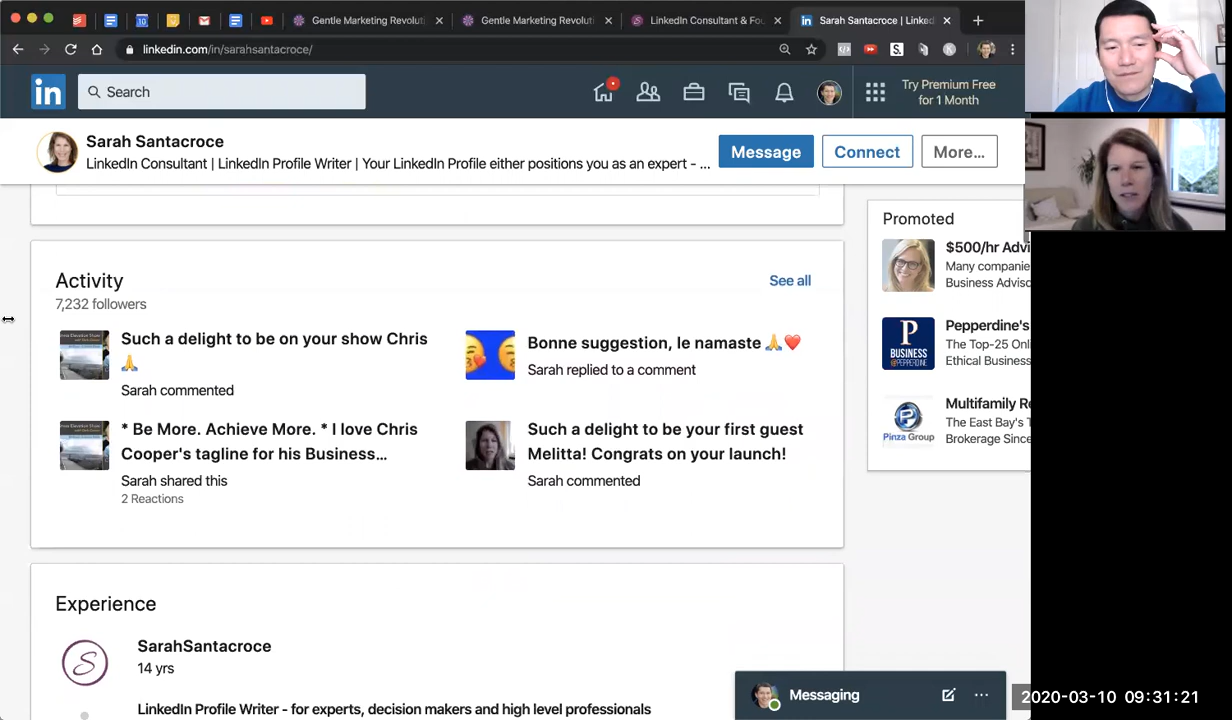 Gentle Marketing Revoluti
Gentle Marketing Revoluti
LinkedIn Consultant & Fou
Sarah Santacroce | Linked
linkedin.com/in/sarahsantacroce/
Search
Try Premium Free
for 1 Month
Sarah Santacroce
LinkedIn Consultant | LinkedIn Profile Writer | Your LinkedIn Profile either positions you as an expert - ...
Message
Connect
More...
Activity
See all
7,232 followers
Such a delight to be on your show Chris
🙏
Sarah commented
Bonne suggestion, le namaste 🙏❤️
Sarah replied to a comment
* Be More. Achieve More. * I love Chris
Cooper's tagline for his Business...
Sarah shared this
2 Reactions
Such a delight to be your first guest
Melitta! Congrats on your launch!
Sarah commented
Experience
SarahSantacroce
14 yrs
LinkedIn Profile Writer - for experts, decision makers and high level professionals
Promoted
$500/hr Advi
Many companie
Business Adviso
Pepperdine's
The Top-25 Onl
Ethical Business
P
BUSINESS
@PEPPERDINE
Multifamily Re
The East Bay's T
Brokerage Since
Pinza Group
Messaging
2020-03-10 09:31:21